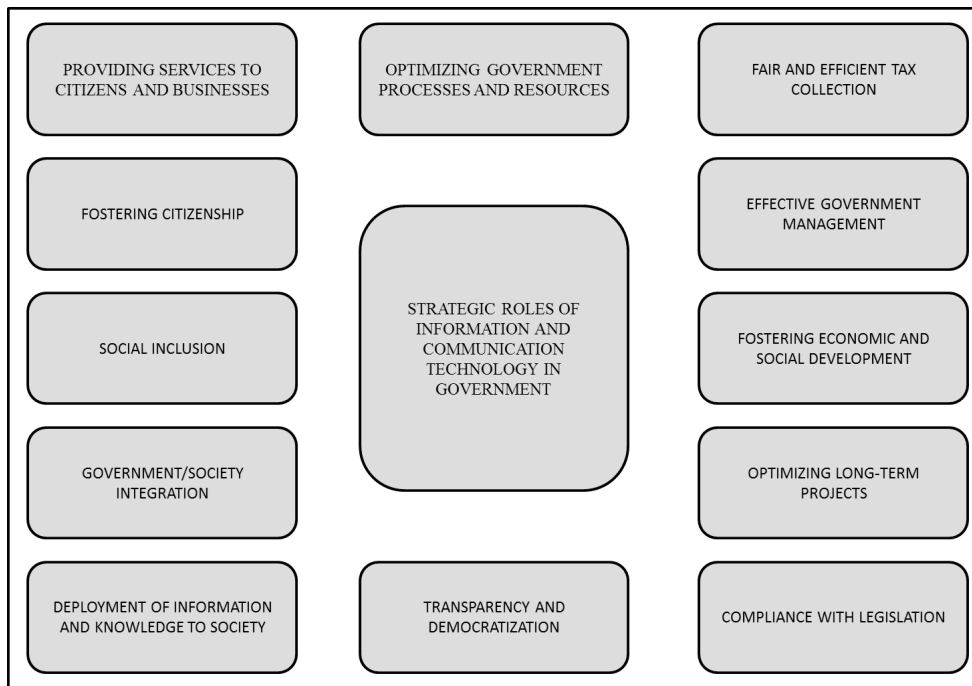 PROVIDING SERVICES TO
CITIZENS AND BUSINESSES
OPTIMIZING GOVERNMENT
PROCESSES AND RESOURCES
FAIR AND EFFICIENT TAX
COLLECTION
FOSTERING CITIZENSHIP
EFFECTIVE GOVERNMENT
MANAGEMENT
STRATEGIC ROLES OF
INFORMATION AND
COMMUNICATION
TECHNOLOGY IN
GOVERNMENT
SOCIAL INCLUSION
FOSTERING ECONOMIC AND
SOCIAL DEVELOPMENT
GOVERNMENT/SOCIETY
INTEGRATION
OPTIMIZING LONG-TERM
PROJECTS
DEPLOYMENT OF INFORMATION
AND KNOWLEDGE TO SOCIETY
TRANSPARENCY AND
DEMOCRATIZATION
COMPLIANCE WITH LEGISLATION